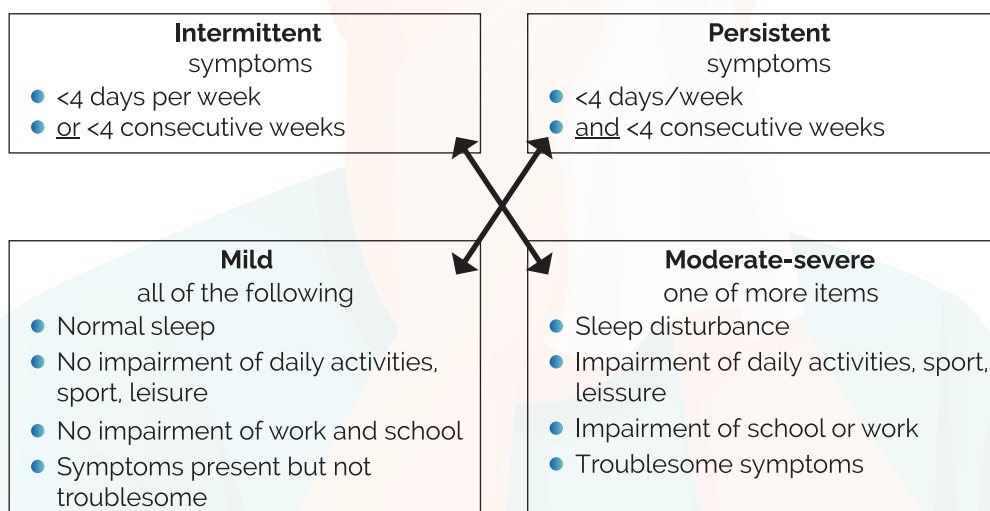 Intermittent
symptoms
<4 days per week
or <4 consecutive weeks
Persistent
symptoms
<4 days/week
and <4 consecutive weeks
Mild
all of the following
Normal sleep
No impairment of daily activities,
sport, leisure
No impairment of work and school
Symptoms present but not
troublesome
Moderate-severe
one of more items
Sleep disturbance
Impairment of daily activities, sport,
leissure
Impairment of school or work
Troublesome symptoms